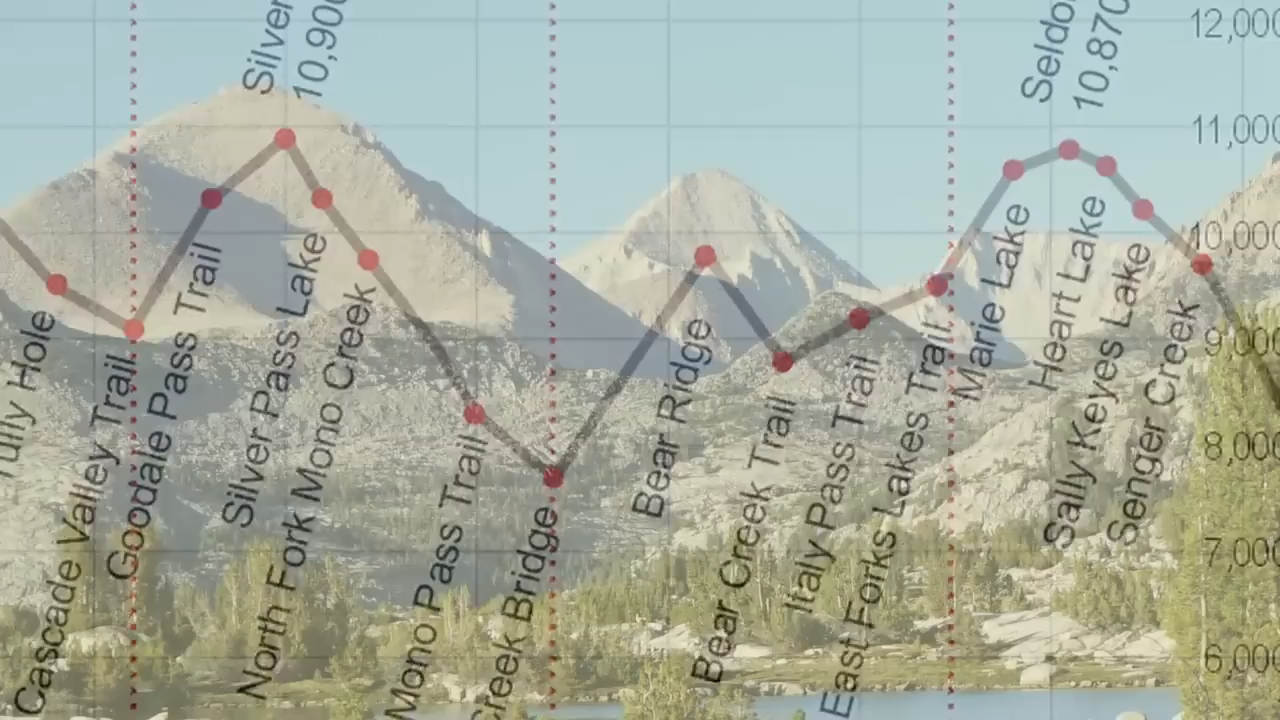 Silver
10,900
Seldo
10,870
12,000
11,000
10,000
9,000
8,000
7,000
6,000
Tully Hole
Cascade Valley Trail
Goodale Pass Trail
Silver Pass Lake
North Fork Mono Creek
Mono Pass Trail
Creek Bridge
Bear Ridge
Bear Creek Trail
Italy Pass Trail
East Forks Lakes Trail
Marie Lake
Heart Lake
Sally Keyes Lake
Senger Creek